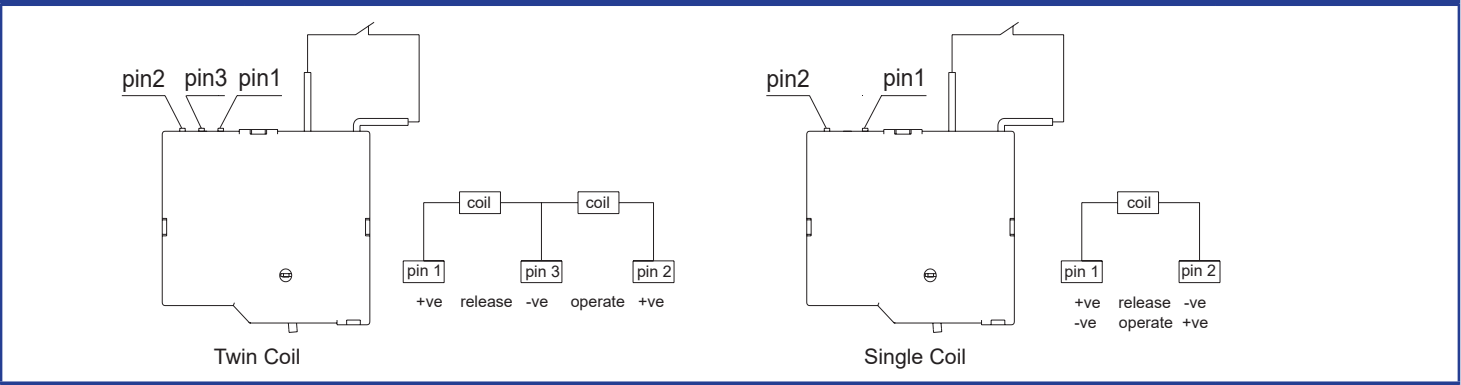 pin2 pin3 pin1
coil coil
pin 1 pin 3 pin 2
+ve release -ve operate +ve
Twin Coil
pin2 pin1
coil
pin 1 pin 2
+ve release -ve
-ve operate +ve
Single Coil